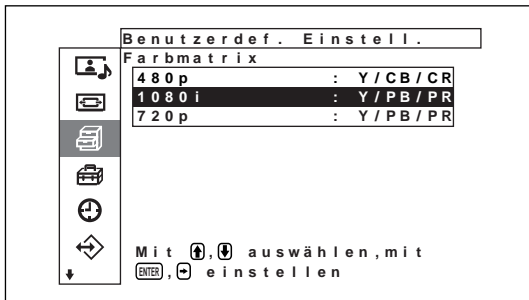 Benutzerdef. Einstell.
Farbmatrix
480p : Y/CB/CR
1080i : Y/PB/PR
720p : Y/PB/PR
Mit ↑,↓ auswählen,mit
ENTER,→ einstellen